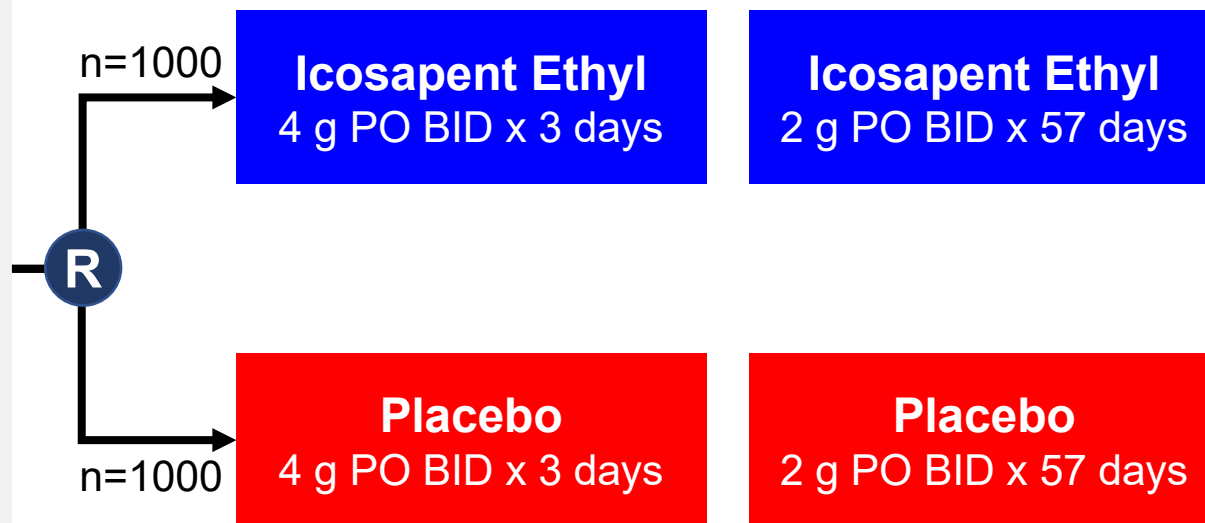 n=1000
Icosapent Ethyl
4 g PO BID x 3 days
Icosapent Ethyl
2 g PO BID x 57 days
R
Placebo
4 g PO BID x 3 days
Placebo
2 g PO BID x 57 days
n=1000